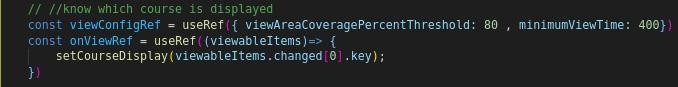 // //know which course is displayed
const viewConfigRef = useRef({ viewAreaCoveragePercentThreshold: 80 , minimumViewTime: 400})
const onViewRef = useRef((viewableItems)=> {
setCourseDisplay(viewableItems.changed[0].key);
})